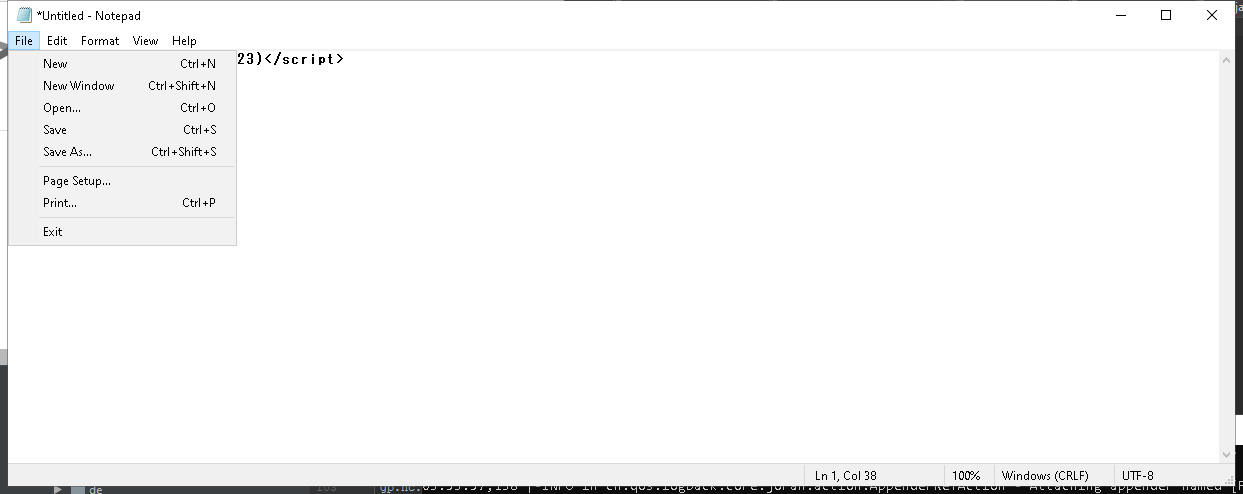 *Untitled - Notepad
File Edit Format View Help
23)</script>
New Ctrl+N
New Window Ctrl+Shift+N
Open... Ctrl+O
Save Ctrl+S
Save As... Ctrl+Shift+S
Page Setup...
Print... Ctrl+P
Exit
Ln 1, Col 38 100% Windows (CRLF) UTF-8
de